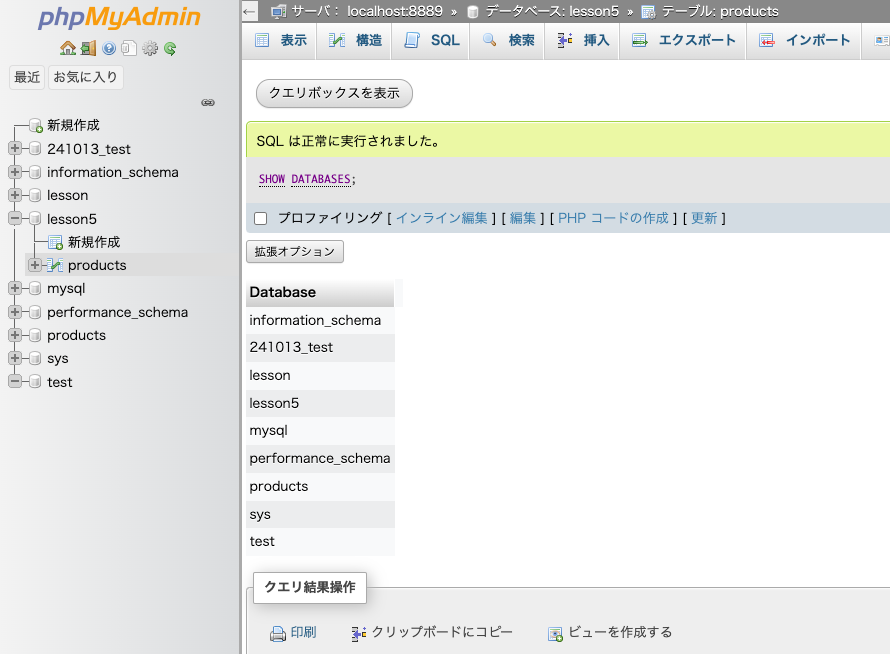 phpMyAdmin
最近 お気に入り
新規作成
241013_test
information_schema
lesson
lesson5
新規作成
products
mysql
performance_schema
products
sys
test
← サーバ: localhost:8889 » データベース: lesson5 » テーブル: products
表示 構造 SQL 検索 挿入 エクスポート インポート
クエリボックスを表示
SQL は正常に実行されました。
SHOW DATABASES;
プロファイリング [ インライン編集 ] [ 編集 ] [ PHP コードの作成 ] [ 更新 ]
拡張オプション
Database
information_schema
241013_test
lesson
lesson5
mysql
performance_schema
products
sys
test
クエリ結果操作
印刷 クリップボードにコピー ビューを作成する